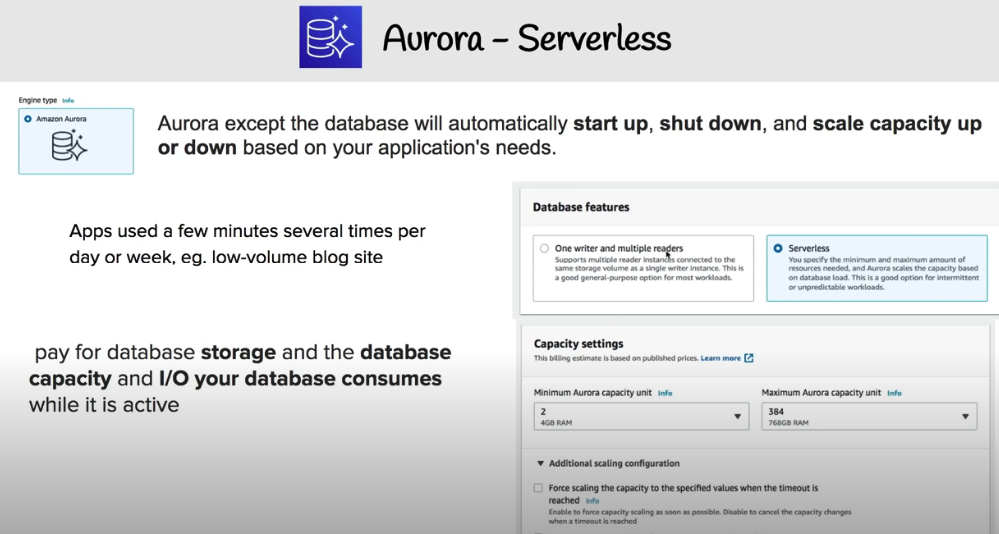 Aurora – Serverless
Engine type Info
Amazon Aurora
Aurora except the database will automatically start up, shut down, and scale capacity up
or down based on your application's needs.
Apps used a few minutes several times per
day or week, eg. low-volume blog site
pay for database storage and the database
capacity and I/O your database consumes
while it is active
Database features
One writer and multiple readers
Supports multiple reader instances connected to the
same storage volume as a single writer instance. This is
a good general-purpose option for most workloads.
Serverless
You specify the minimum and maximum amount of
resources needed, and Aurora scales the capacity based
on database load. This is a good option for intermittent
or unpredictable workloads.
Capacity settings
This billing estimate is based on published prices. Learn more
Minimum Aurora capacity unit Info
2
4GB RAM
Maximum Aurora capacity unit Info
384
768GB RAM
Additional scaling configuration
Force scaling the capacity to the specified values when the timeout is
reached Info
Enable to force capacity scaling as soon as possible. Disable to cancel the capacity changes
when a timeout is reached